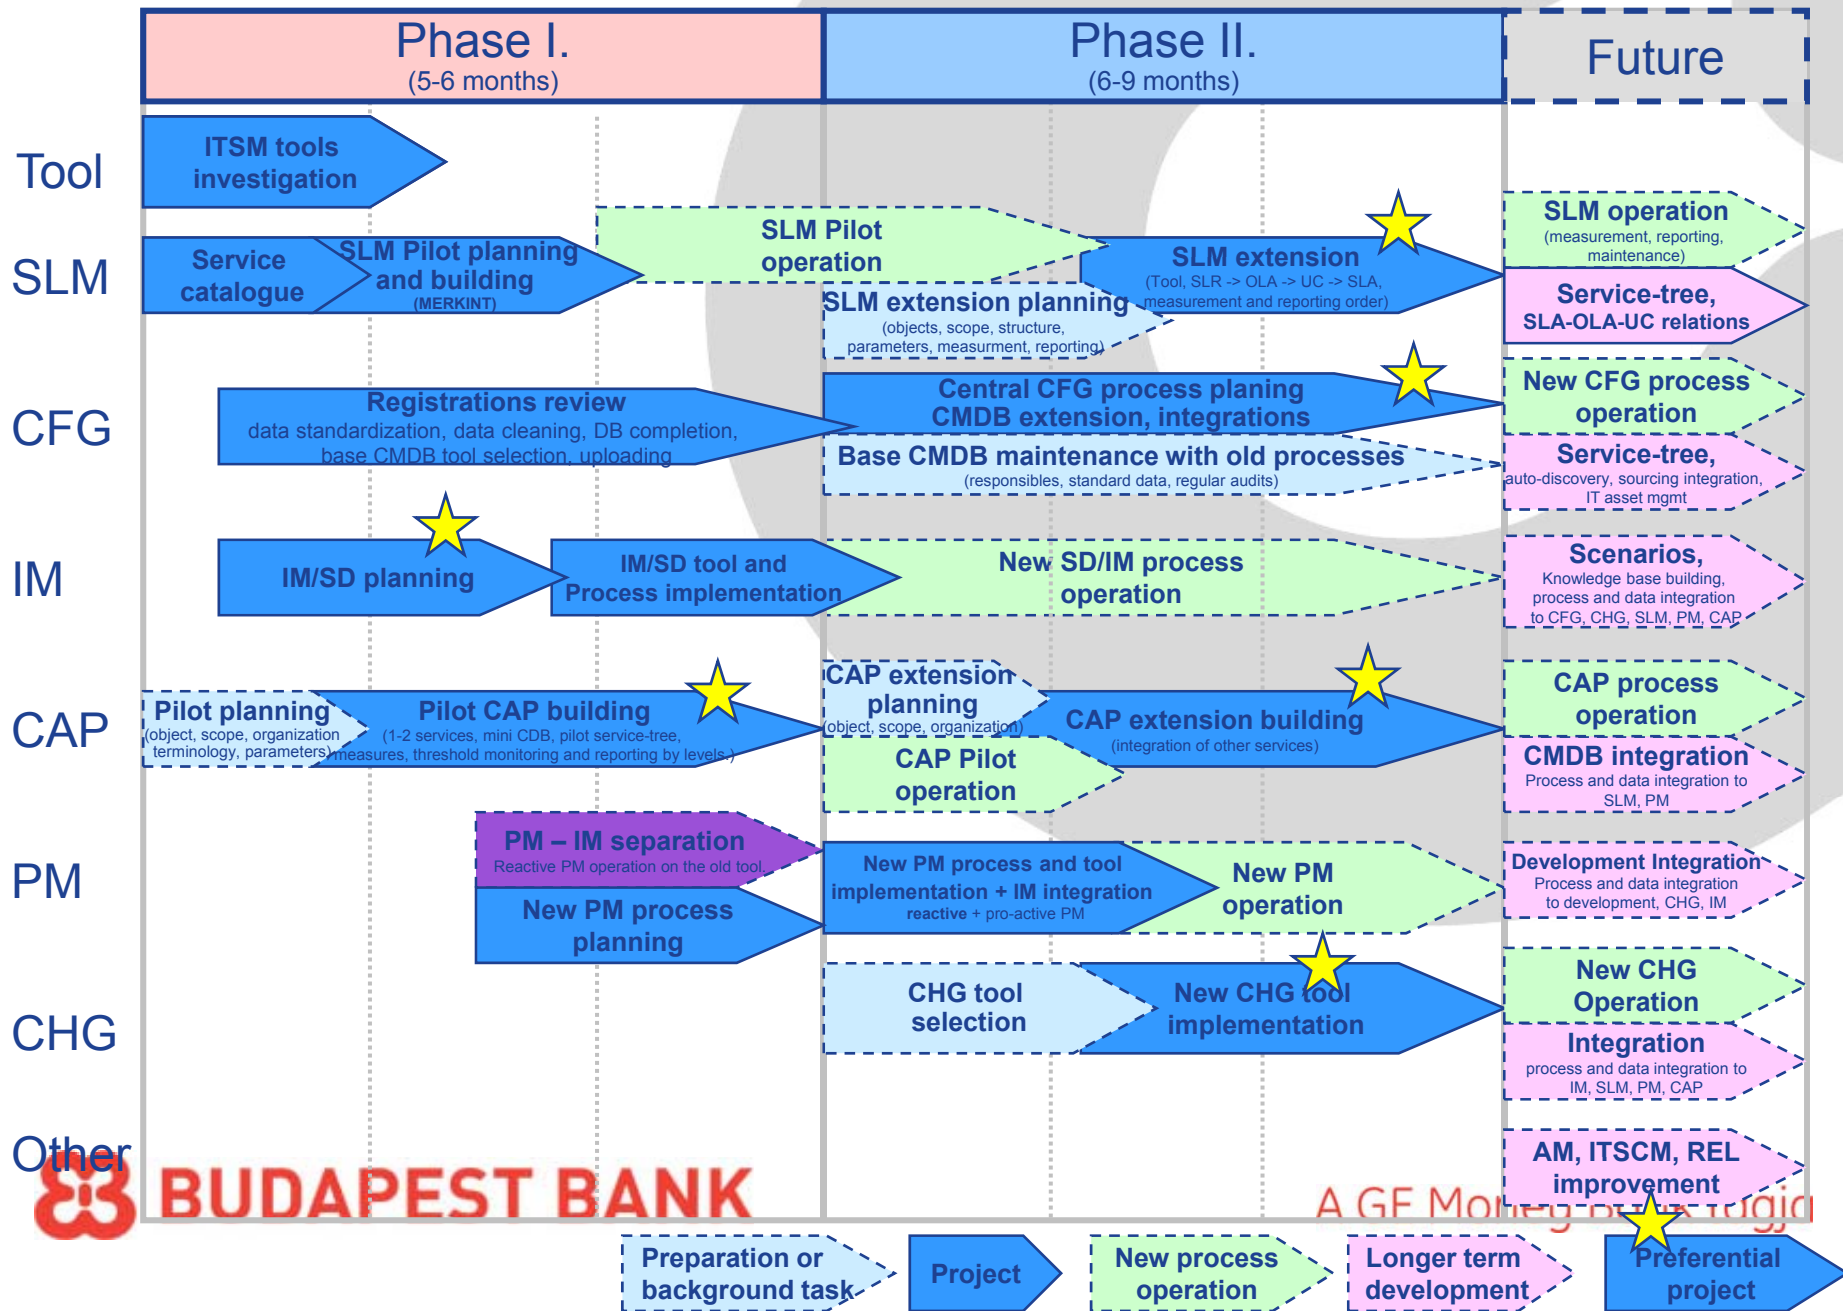 Phase I.
(5-6 months)
Phase II.
(6-9 months)
Future
Tool
ITSM tools
investigation
SLM
Service
catalogue
SLM Pilot planning
and building
(MERKINT)
SLM Pilot
operation
SLM extension planning
(objects, scope, structure,
parameters, measurment, reporting)
SLM extension
(Tool, SLR -> OLA -> UC -> SLA,
measurement and reporting order)
SLM operation
(measurement, reporting,
maintenance)
Service-tree,
SLA-OLA-UC relations
CFG
Registrations review
data standardization, data cleaning, DB completion,
base CMDB tool selection, uploading
Central CFG process planing
CMDB extension, integrations
Base CMDB maintenance with old processes
(responsibles, standard data, regular audits)
New CFG process
operation
Service-tree,
auto-discovery, sourcing integration,
IT asset mgmt
IM
IM/SD planning
IM/SD tool and
Process implementation
New SD/IM process
operation
Scenarios,
Knowledge base building,
process and data integration
to CFG, CHG, SLM, PM, CAP
CAP
Pilot planning
(object, scope, organization
terminology, parameters)
Pilot CAP building
(1-2 services, mini CDB, pilot service-tree,
measures, threshold monitoring and reporting by levels.)
CAP extension
planning
(object, scope, organization)
CAP Pilot
operation
CAP extension building
(integration of other services)
CAP process
operation
CMDB integration
Process and data integration to
SLM, PM
PM
PM – IM separation
Reactive PM operation on the old tool.
New PM process
planning
New PM process and tool
implementation + IM integration
reactive + pro-active PM
New PM
operation
Development Integration
Process and data integration
to development, CHG, IM
CHG
CHG tool
selection
New CHG tool
implementation
New CHG
Operation
Integration
process and data integration to
IM, SLM, PM, CAP
Other
AM, ITSCM, REL
improvement
BUDAPEST BANK
A GE Money Bank tagja
Preparation or
background task
Project
New process
operation
Longer term
development
Preferential
project